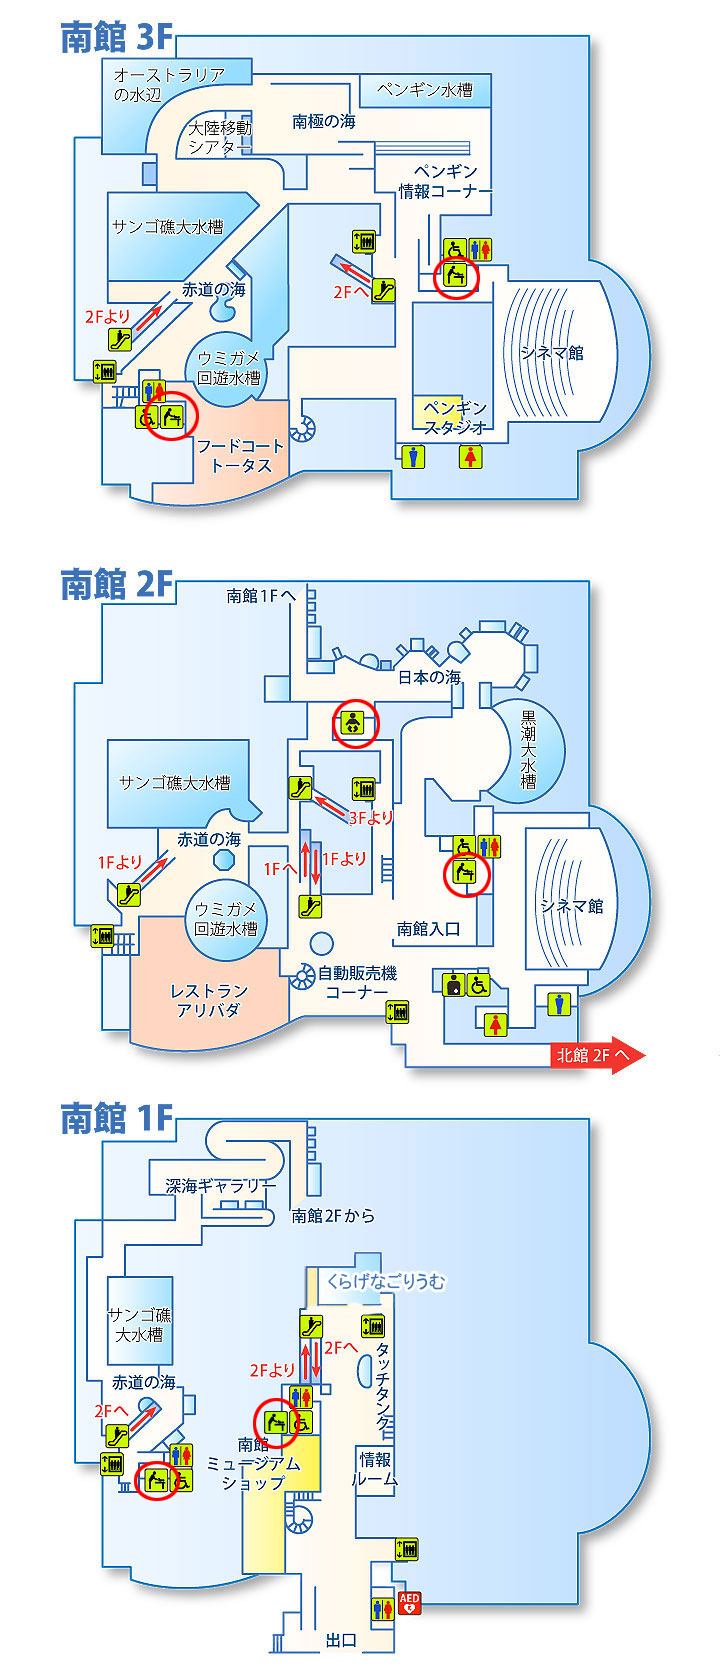 南館 3F
オーストラリア
の水辺
ペンギン水槽
大陸移動
シアター
南極の海
ペンギン
情報コーナー
サンゴ礁大水槽
赤道の海
2Fより
2Fへ
ウミガメ
回遊水槽
シネマ館
ペンギン
スタジオ
フードコート
トータス
南館 2F
南館1Fへ
日本の海
黒潮大水槽
サンゴ礁大水槽
3Fより
赤道の海
1Fより
1Fへ
1Fより
ウミガメ
回遊水槽
シネマ館
南館入口
自動販売機
コーナー
レストラン
アリバダ
北館 2Fへ
南館 1F
深海ギャラリー
南館2Fから
くらげなごりうむ
サンゴ礁
大水槽
2Fへ
2Fより
タッチタンク
赤道の海
2Fへ
南館
ミュージアム
ショップ
情報
ルーム
AED
出口